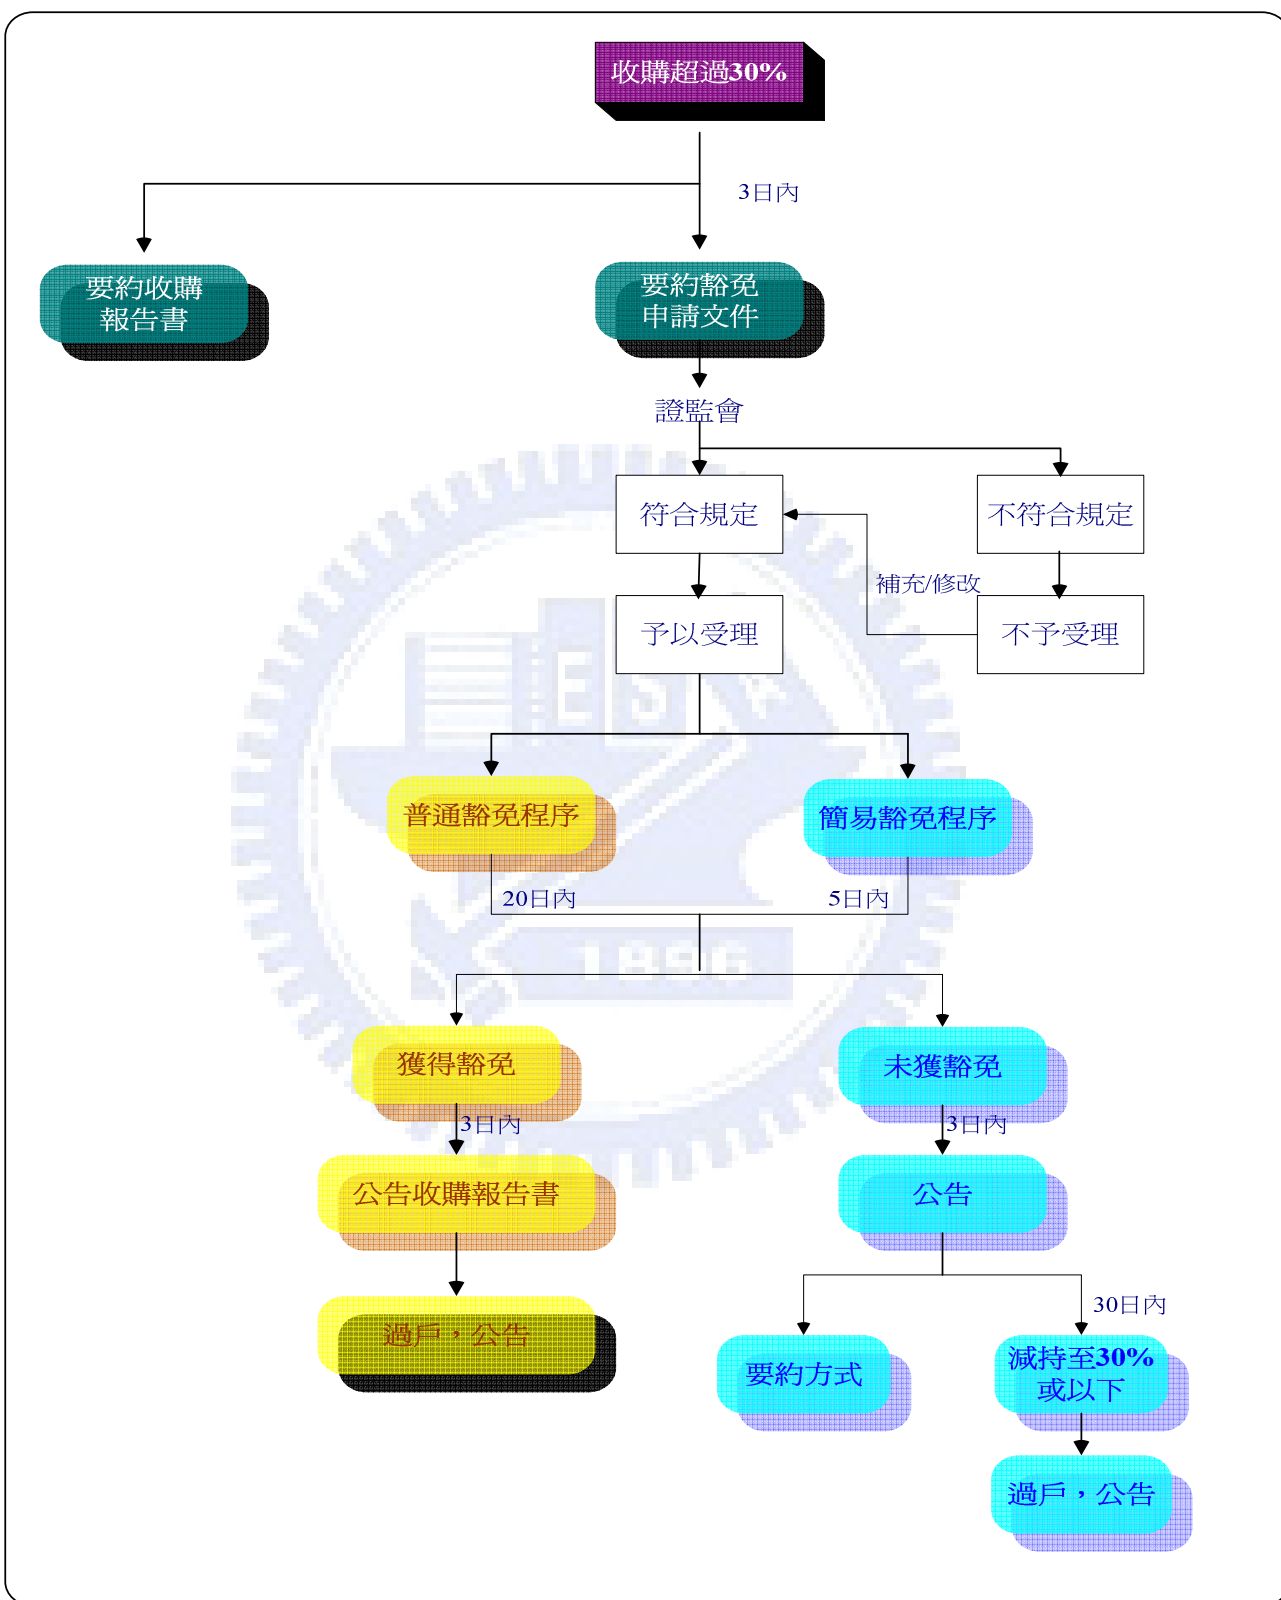 收購超過30%
3日內
要約收購
報告書
要約豁免
申請文件
證監會
符合規定
不符合規定
補充/修改
予以受理
不予受理
普通豁免程序
簡易豁免程序
20日內
5日內
1896
獲得豁免
未獲豁免
3日內
3日內
公告收購報告書
公告
30日內
過戶，公告
要約方式
減持至30%
或以下
過戶，公告